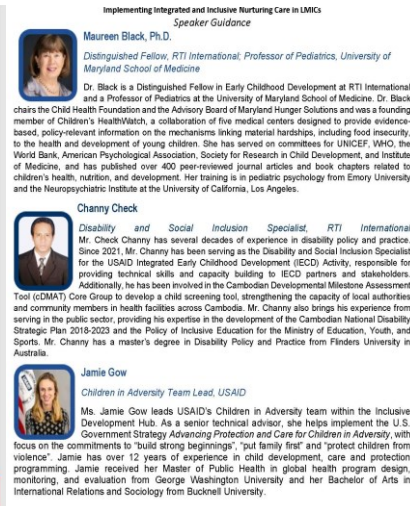 Implementing Integrated and Inclusive Nurturing Care in LMICs
Speaker Guidance
Maureen Black, Ph.D.
Distinguished Fellow, RTI International; Professor of Pediatrics, University of
Maryland School of Medicine
Dr. Black is a Distinguished Fellow in Early Childhood Development at RTI International
and a Professor of Pediatrics at the University of Maryland School of Medicine. Dr. Black
chairs the Child Health Foundation and the Advisory Board of Maryland Hunger Solutions and was a founding
member of Children's HealthWatch, a collaboration of five medical centers designed to provide evidence-
based, policy-relevant information on the mechanisms linking material hardships, including food insecurity,
to the health and development of young children. She has served on committees for UNICEF, WHO, the
World Bank, American Psychological Association, Society for Research in Child Development, and Institute
of Medicine, and has published over 400 peer-reviewed journal articles and book chapters related to
children's health, nutrition, and development. Her training is in pediatric psychology from Emory University
and the Neuropsychiatric Institute at the University of California, Los Angeles.
Channy Check
Disability and Social Inclusion Specialist, RTI International
Mr. Check Channy has several decades of experience in disability policy and practice.
Since 2021, Mr. Channy has been serving as the Disability and Social Inclusion Specialist
for the USAID Integrated Early Childhood Development (IECD) Activity, responsible for
providing technical skills and capacity building to IECD partners and stakeholders.
Additionally, he has been involved in the Cambodian Developmental Milestone Assessment
Tool (cDMAT) Core Group to develop a child screening tool, strengthening the capacity of local authorities
and community members in health facilities across Cambodia. Mr. Channy also brings his experience from
serving in the public sector, providing his expertise in the development of the Cambodian National Disability
Strategic Plan 2018-2023 and the Policy of Inclusive Education for the Ministry of Education, Youth, and
Sports. Mr. Channy has a master's degree in Disability Policy and Practice from Flinders University in
Australia.
Jamie Gow
Children in Adversity Team Lead, USAID
Ms. Jamie Gow leads USAID's Children in Adversity team within the Inclusive
Development Hub. As a senior technical advisor, she helps implement the U.S.
Government Strategy Advancing Protection and Care for Children in Adversity, with
focus on the commitments to "build strong beginnings", "put family first" and "protect children from
violence". Jamie has over 12 years of experience in child development, care and protection
programming. Jamie received her Master of Public Health in global health program design,
monitoring, and evaluation from George Washington University and her Bachelor of Arts in
International Relations and Sociology from Bucknell University.